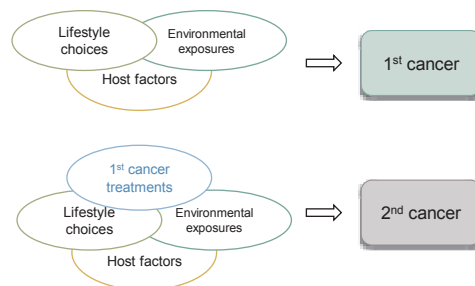 Lifestyle
choices
Environmental
exposures
Host factors
1st cancer
1st cancer
treatments
Lifestyle
choices
Environmental
exposures
Host factors
2nd cancer